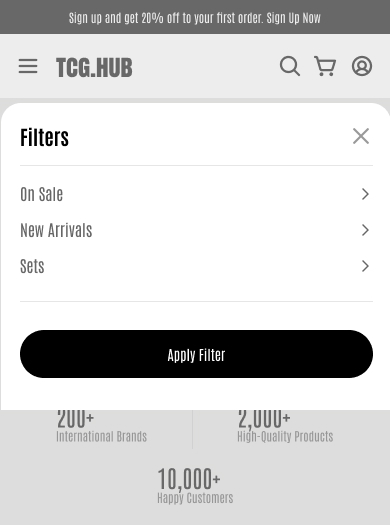 Sign up and get 20% off to your first order. Sign Up Now
TCG.HUB
Filters
On Sale
New Arrivals
Sets
Apply Filter
200+
2,000+
International Brands
High-Quality Products
10,000+
Happy Customers